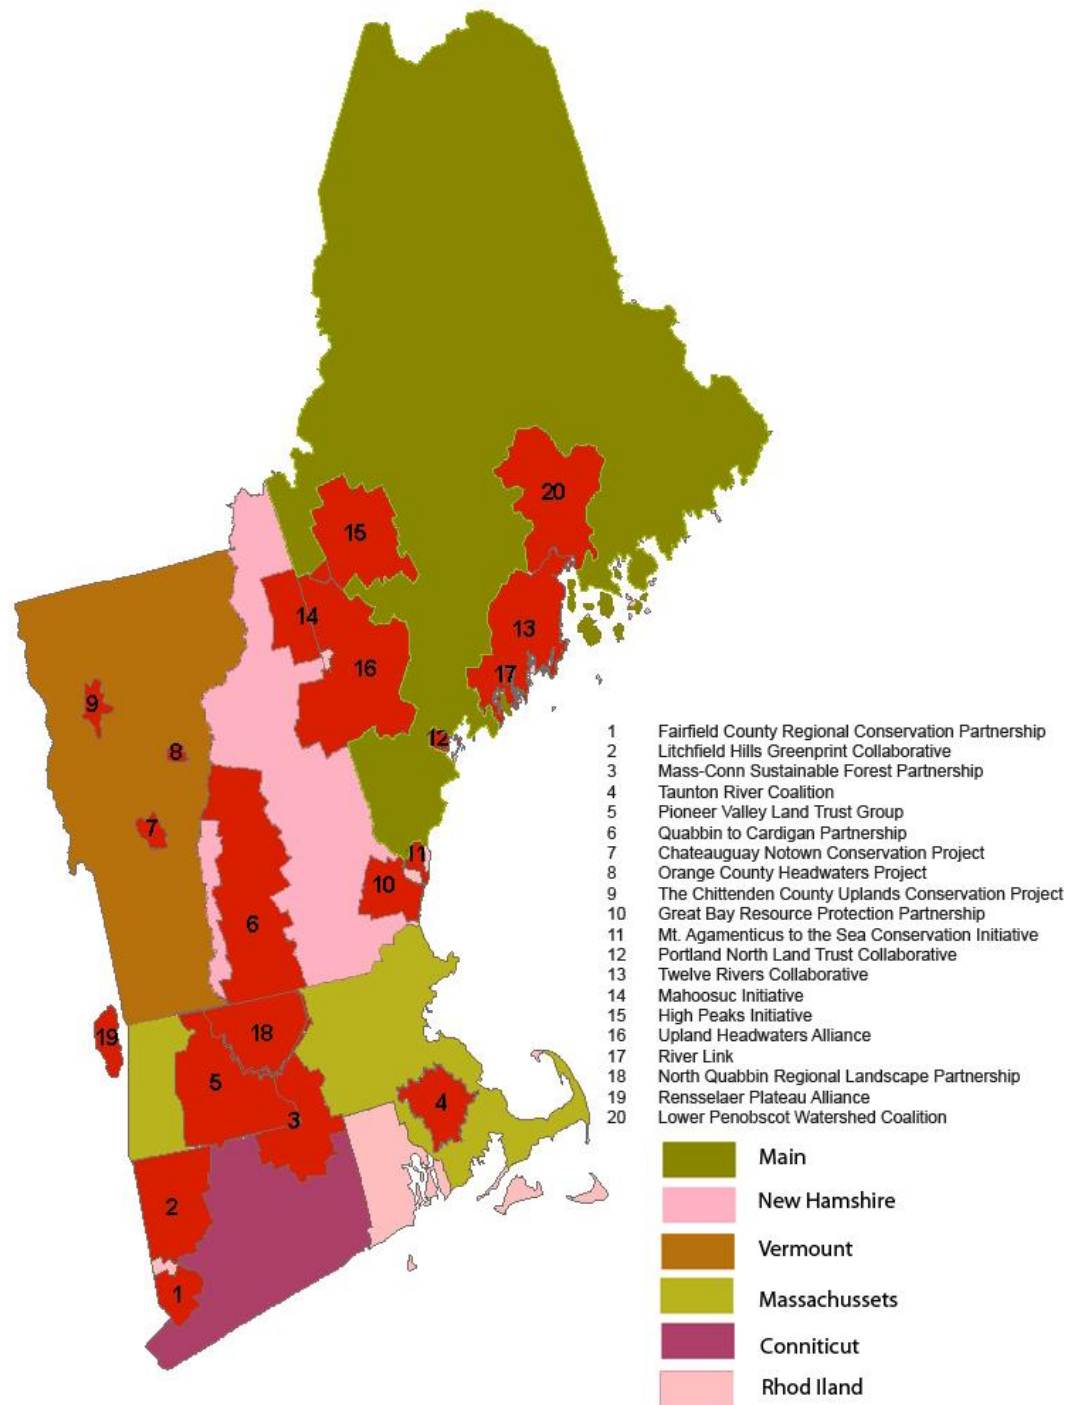 20
15
14
13
16
17
9
12
8
7
11
10
6
18
19
5
4
3
2
1
1 Fairfield County Regional Conservation Partnership
2 Litchfield Hills Greenprint Collaborative
3 Mass-Conn Sustainable Forest Partnership
4 Taunton River Coalition
5 Pioneer Valley Land Trust Group
6 Quabbin to Cardigan Partnership
7 Chateauguay Notown Conservation Project
8 Orange County Headwaters Project
9 The Chittenden County Uplands Conservation Project
10 Great Bay Resource Protection Partnership
11 Mt. Agamenticus to the Sea Conservation Initiative
12 Portland North Land Trust Collaborative
13 Twelve Rivers Collaborative
14 Mahoosuc Initiative
15 High Peaks Initiative
16 Upland Headwaters Alliance
17 River Link
18 North Quabbin Regional Landscape Partnership
19 Rensselaer Plateau Alliance
20 Lower Penobscot Watershed Coalition
Main
New Hamshire
Vermount
Massachussets
Conniticut
Rhod Iland